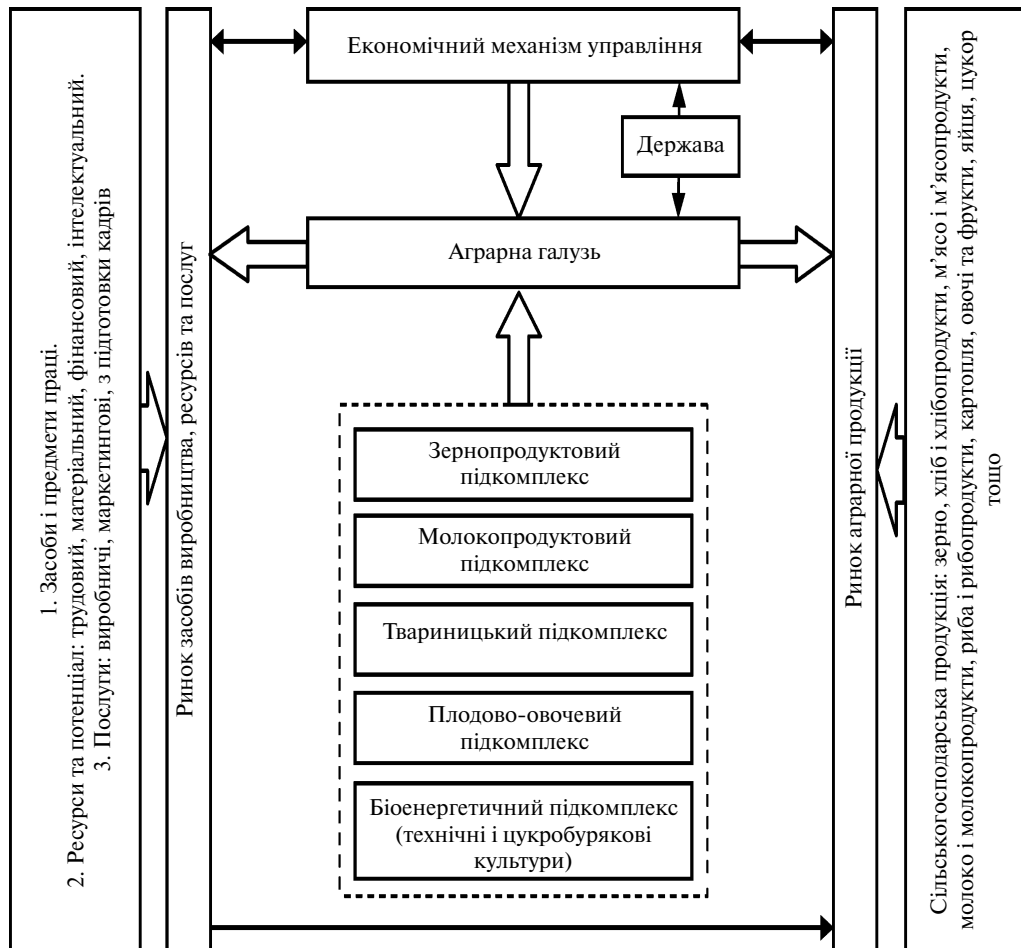 1. Засоби і предмети праці.
2. Ресурси та потенціал: трудовий, матеріальний, фінансовий, інтелектуальний.
3. Послуги: виробничі, маркетингові, з підготовки кадрів
Ринок засобів виробництва, ресурсів та послуг
Економічний механізм управління
Держава
Аграрна галузь
Зернопродуктовий
підкомплекс
Молокопродуктовий
підкомплекс
Твариницький підкомплекс
Плодово-овочевий
підкомплекс
Біоенергетичний підкомплекс
(технічні і цукробурякові
культури)
Ринок аграрної продукції
Сільськогосподарська продукція: зерно, хліб і хлібопродукти, м’ясо і м’ясопродукти,
молоко і молокопродукти, риба і рибопродукти, картопля, овочі та фрукти, яйця, цукор
тощо